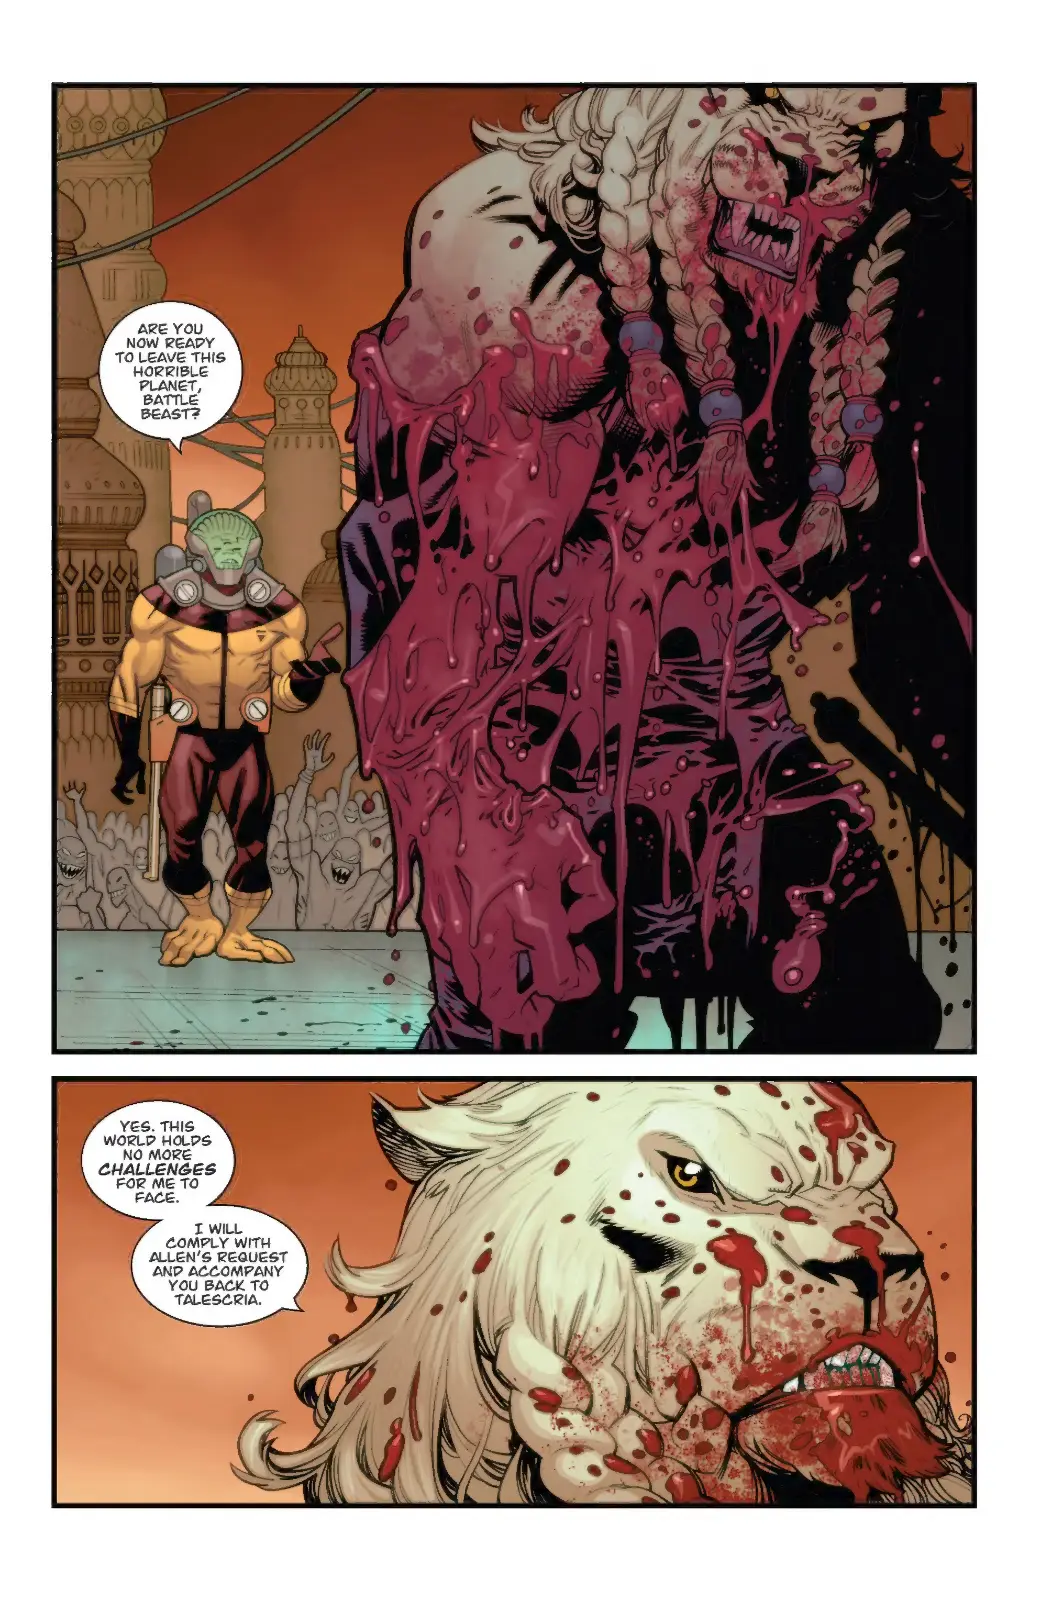 ARE YOU
NOW READY
TO LEAVE THIS
HORRIBLE
PLANET,
BATTLE
BEAST?
YES. THIS
WORLD HOLDS
NO MORE
CHALLENGES
FOR ME TO
FACE.
I WILL
COMPLY WITH
ALLEN'S REQUEST
AND ACCOMPANY
YOU BACK TO
TALESCRIA.